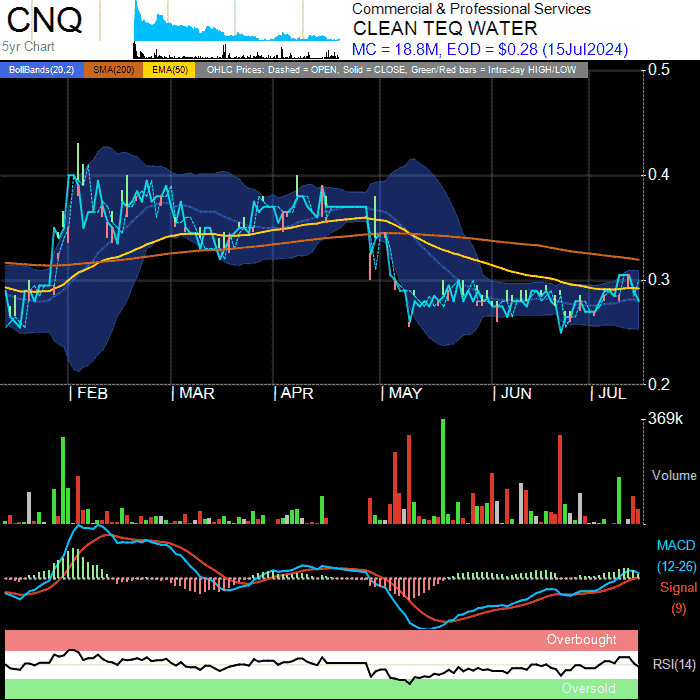 CNQ
5yr Chart
Commercial & Professional Services
CLEAN TEQ WATER
MC = 18.8M, EOD = $0.28 (15Jul2024)
BollBands(20,2) SMA(200) EMA(50) OHLC Prices: Dashed = OPEN, Solid = CLOSE, Green/Red bars = Intra-day HIGH/LOW
0.5
0.4
0.3
0.2
| FEB | MAR | APR | MAY | JUN | JUL
369k
Volume
MACD
(12-26)
Signal
(9)
Overbought
RSI(14)
Oversold